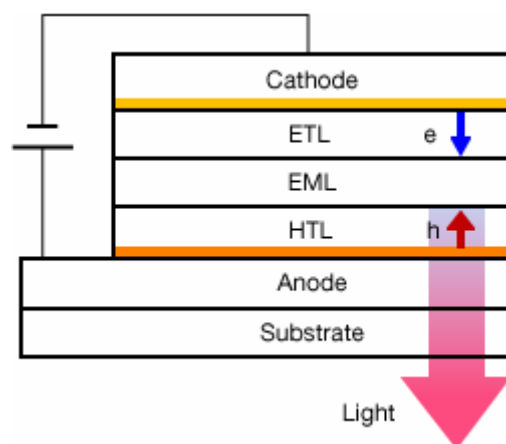 Cathode
ETL
e
EML
HTL
h
Anode
Substrate
Light